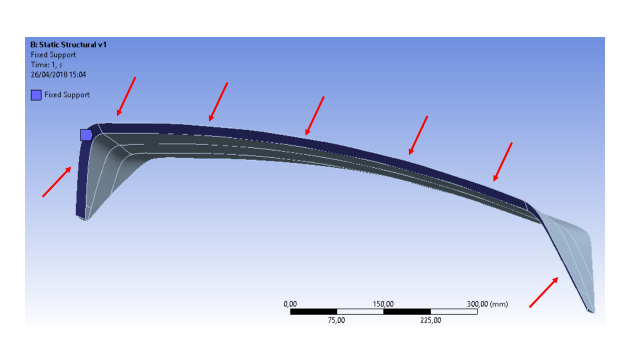 B: Static Structural v1
Fixed Support
Time: 1, s
26/04/2018 15:04
Fixed Support
0,00
150,00
300,00 (mm)
75,00
225,00